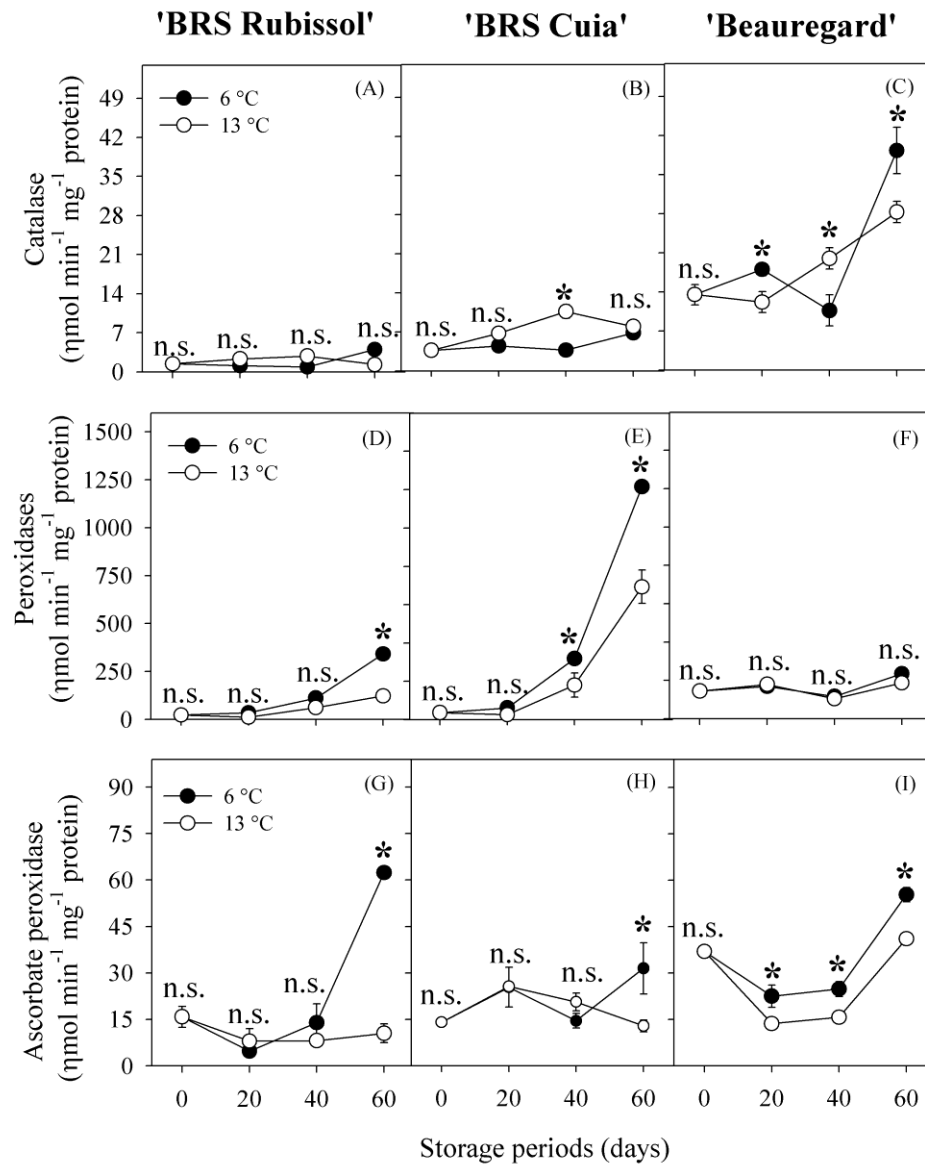 'BRS Rubissol' 'BRS Cuia' 'Beauregard'
Catalase
(ηmol min⁻¹ mg⁻¹ protein)
49
42
35
28
21
14
7
0
6 °C
13 °C
(A)
n.s. n.s. n.s. n.s.
(B)
n.s. n.s. * n.s.
(C)
n.s. * * *
Peroxidases
(ηmol min⁻¹ mg⁻¹ protein)
1500
1250
1000
750
500
250
0
6 °C
13 °C
(D)
n.s. n.s. n.s. *
(E)
n.s. n.s. * *
(F)
n.s. n.s. n.s. n.s.
Ascorbate peroxidase
(ηmol min⁻¹ mg⁻¹ protein)
90
75
60
45
30
15
0
6 °C
13 °C
(G)
n.s. n.s. n.s. *
(H)
n.s. n.s. n.s. *
(I)
n.s. * * *
0 20 40 60 0 20 40 60 0 20 40 60
Storage periods (days)